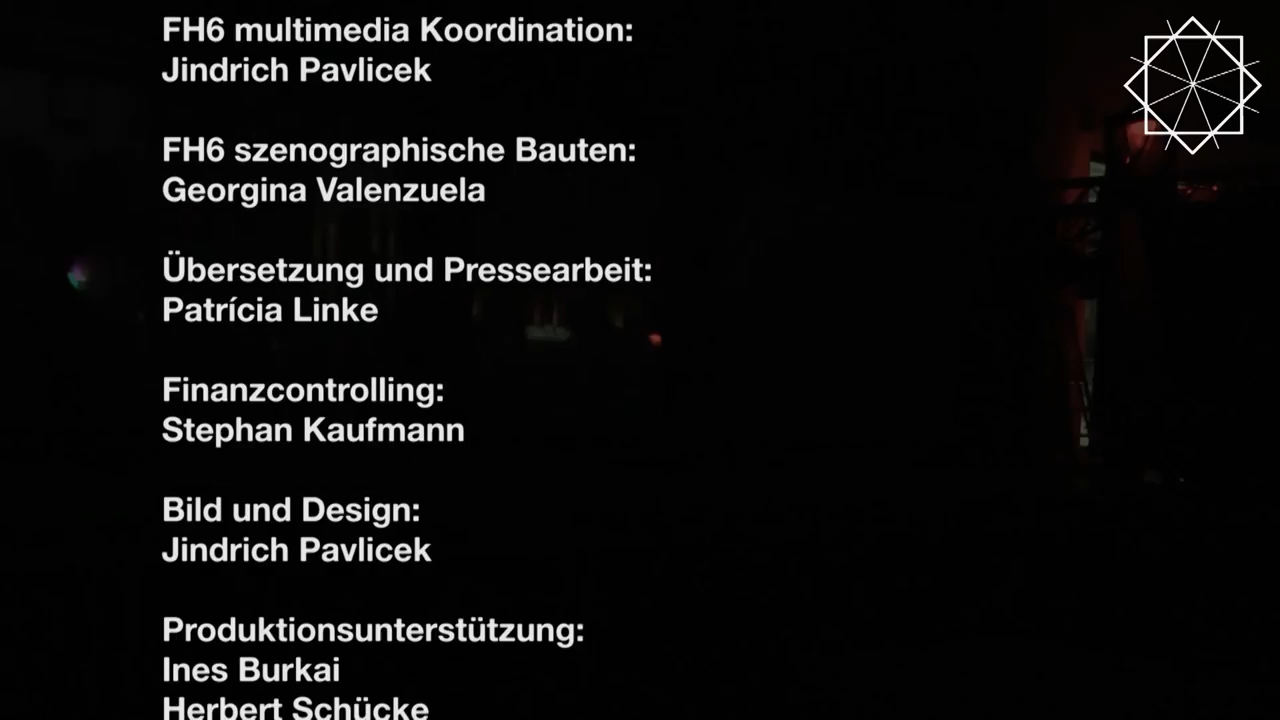 FH6 multimedia Koordination:
Jindrich Pavlicek
FH6 szenographische Bauten:
Georgina Valenzuela
Übersetzung und Pressearbeit:
Patrícia Linke
Finanzcontrolling:
Stephan Kaufmann
Bild und Design:
Jindrich Pavlicek
Produktionsunterstützung:
Ines Burkai
Herbert Schücke